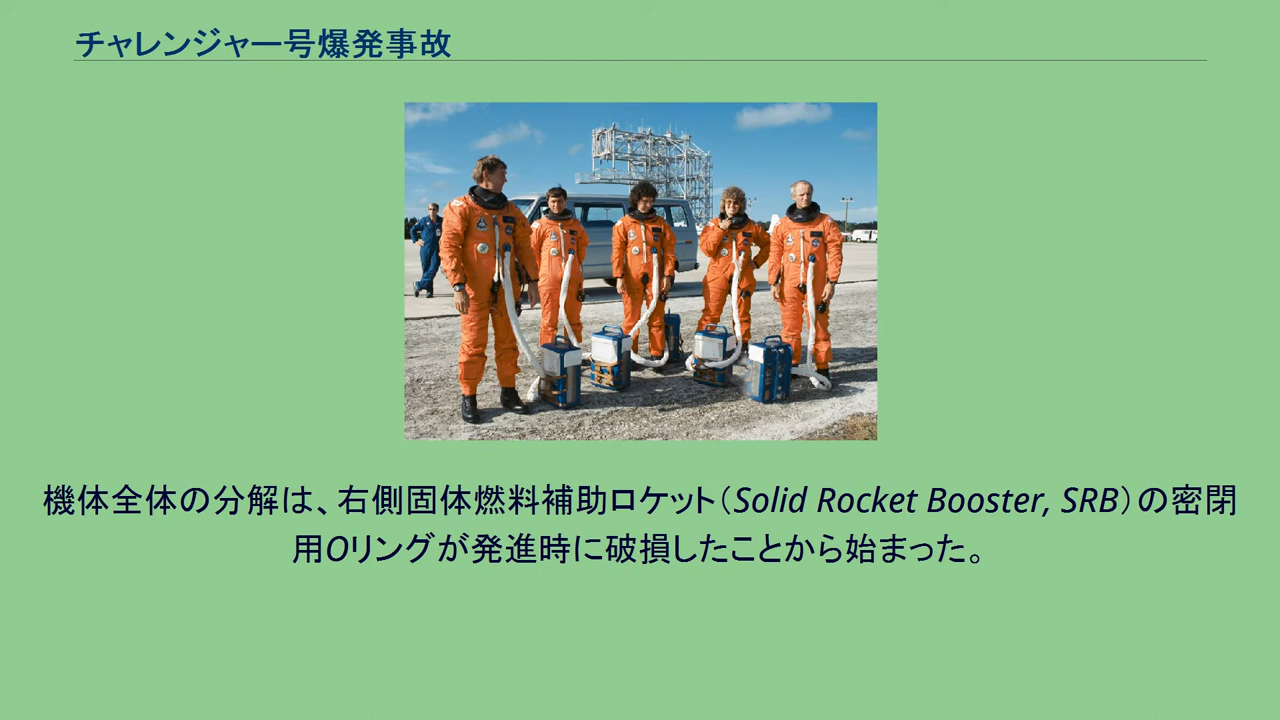 チャレンジャー号爆発事故
機体全体の分解は、右側固体燃料補助ロケット（Solid Rocket Booster, SRB）の密閉
用Oリングが発進時に破損したことから始まった。